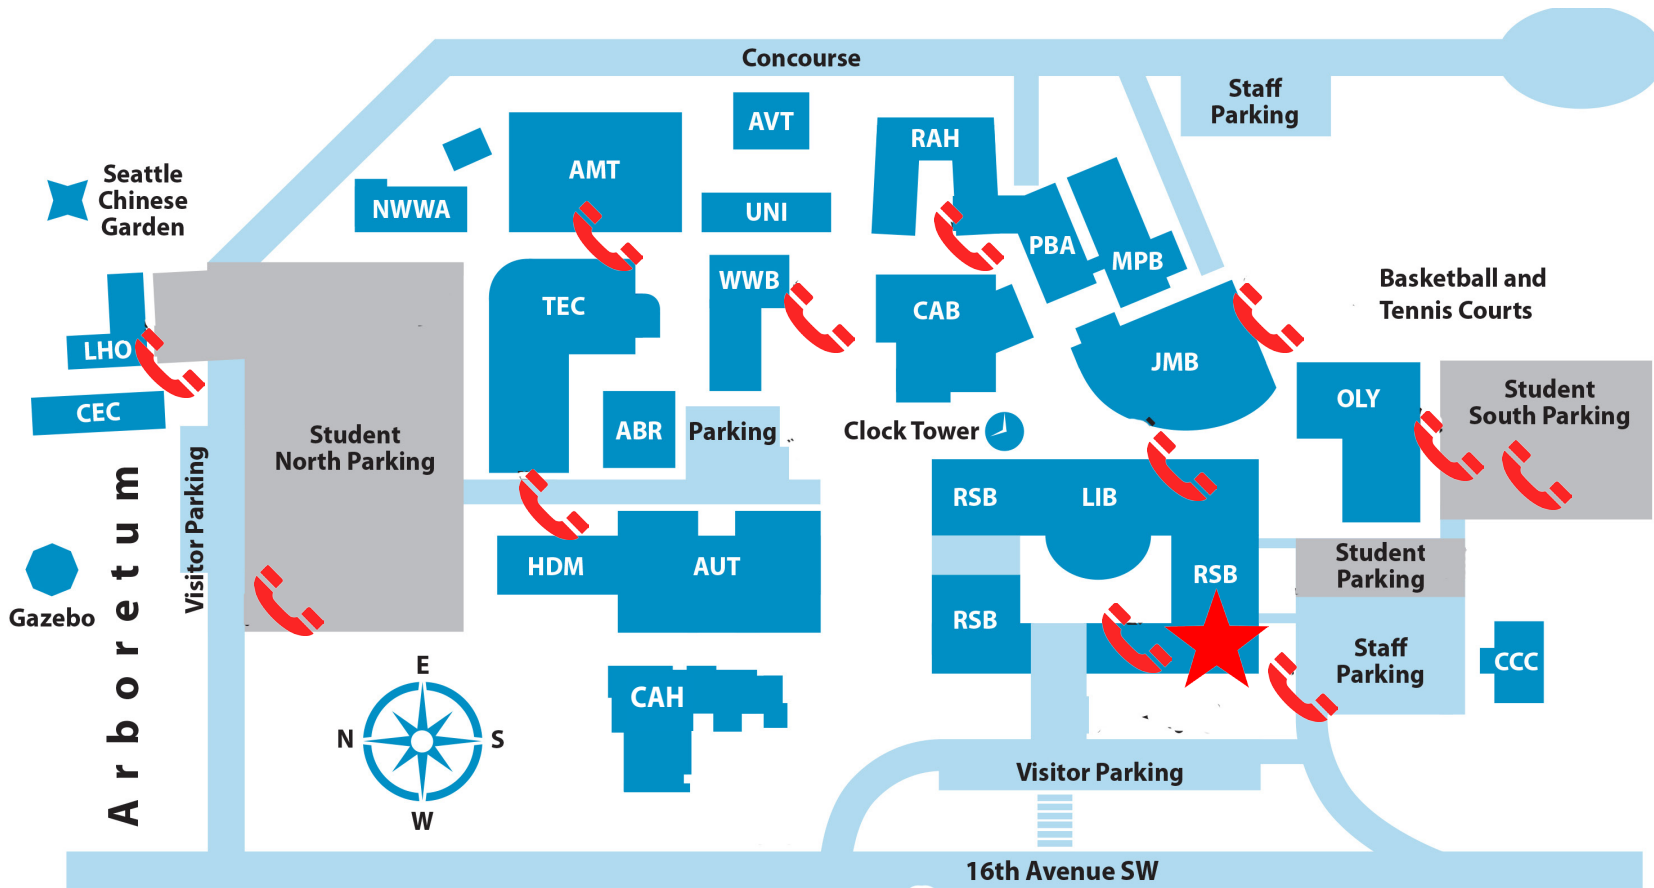 Concourse
Staff
Parking
AVT
RAH
AMT
Seattle
Chinese
Garden
NWWA
UNI
PBA
MPB
WWB
TEC
CAB
Basketball and
Tennis Courts
LHO
JMB
CEC
OLY
Student
South Parking
Student
North Parking
ABR
Parking
Clock Tower
RSB
LIB
Visitor Parking
Arboretum
HDM
AUT
RSB
Student
Parking
Gazebo
RSB
Staff
Parking
CCC
E
N
S
W
CAH
Visitor Parking
16th Avenue SW